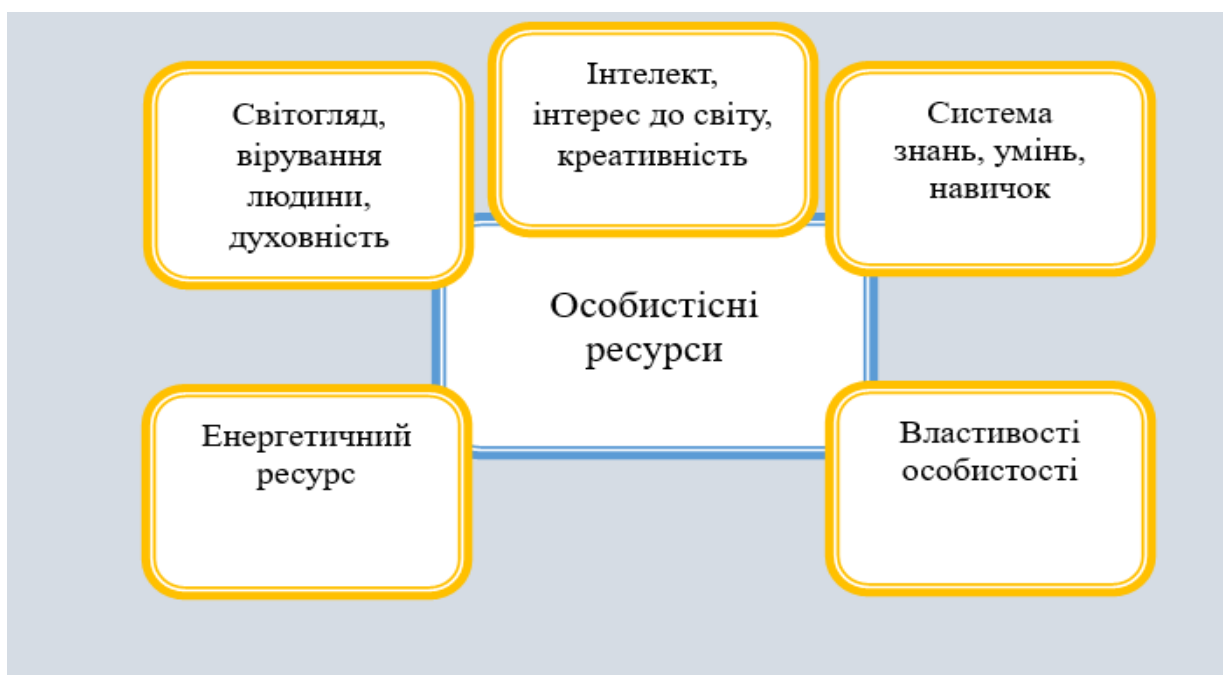 Світогляд,
вірування
людини,
духовність
Інтелект,
інтерес до світу,
креативність
Система
знань, умінь,
навичок
Особистісні
ресурси
Енергетичний
ресурс
Властивості
особистості